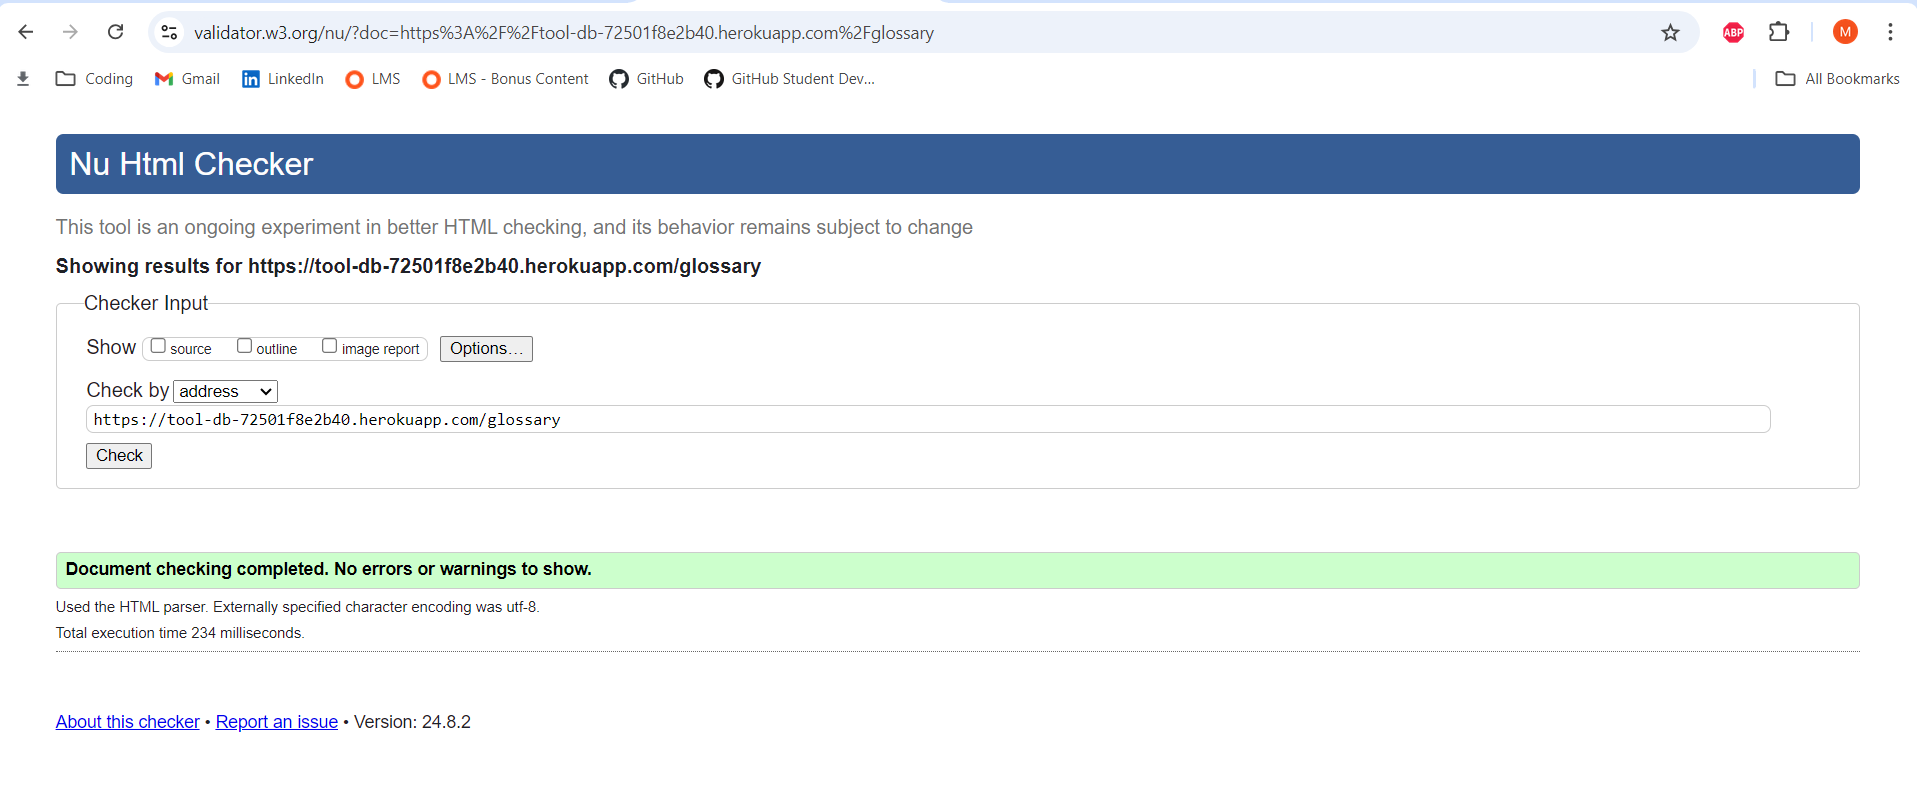 validator.w3.org/nu/?doc=https%3A%2F%2Ftool-db-72501f8e2b40.herokuapp.com%2Fglossary
ABP
M
Coding Gmail LinkedIn LMS LMS - Bonus Content GitHub GitHub Student Dev... All Bookmarks
Nu Html Checker
This tool is an ongoing experiment in better HTML checking, and its behavior remains subject to change
Showing results for https://tool-db-72501f8e2b40.herokuapp.com/glossary
Checker Input
Show source outline image report Options...
Check by address
https://tool-db-72501f8e2b40.herokuapp.com/glossary
Check
Document checking completed. No errors or warnings to show.
Used the HTML parser. Externally specified character encoding was utf-8.
Total execution time 234 milliseconds.
About this checker • Report an issue • Version: 24.8.2